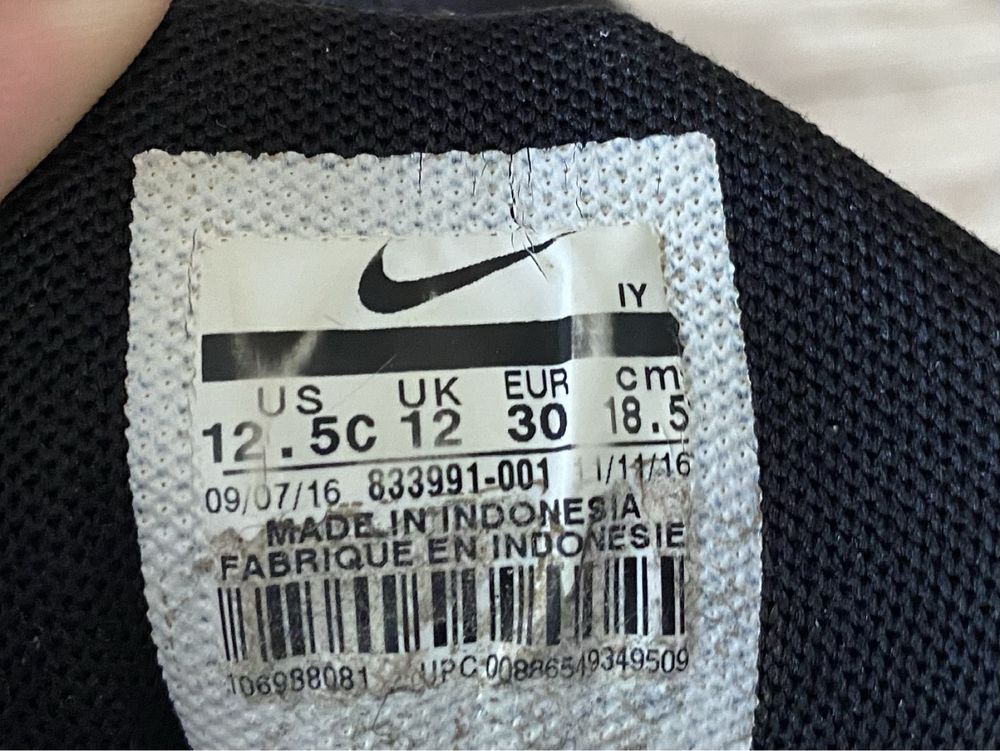 IY
US UK EUR cm
12.5C 12 30 18.5
09/07/16 833991-001 11/11/16
MADE IN INDONESIA
FABRIQUE EN INDONESIE
UPC 00886549349509